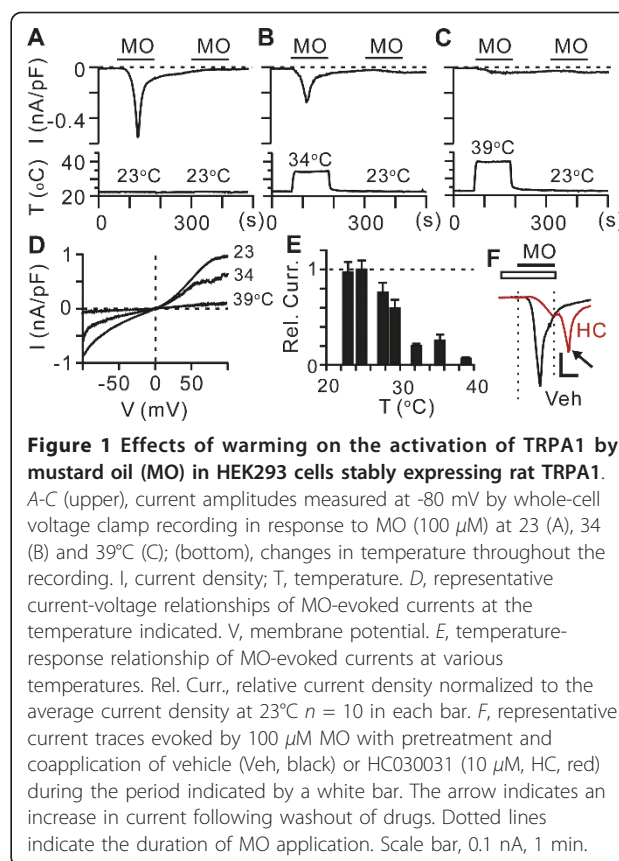 A MO MO B MO MO C MO MO
I (nA/pF) 0 -0.4
T (oC) 40 20
23°C 23°C 34°C 23°C 39°C 23°C
0 300 (s) 0 300 (s) 0 300 (s)
D I (nA/pF) 1 0 -1
23
34
39°C
-50 0 50
V (mV)
E Rel. Curr. 1 0
20 30 40
T (°C)
F MO
HC
Veh
Figure 1 Effects of warming on the activation of TRPA1 by
mustard oil (MO) in HEK293 cells stably expressing rat TRPA1.
A-C (upper), current amplitudes measured at -80 mV by whole-cell
voltage clamp recording in response to MO (100 μM) at 23 (A), 34
(B) and 39°C (C); (bottom), changes in temperature throughout the
recording. I, current density; T, temperature. D, representative
current-voltage relationships of MO-evoked currents at the
temperature indicated. V, membrane potential. E, temperature-
response relationship of MO-evoked currents at various
temperatures. Rel. Curr., relative current density normalized to the
average current density at 23°C n = 10 in each bar. F, representative
current traces evoked by 100 μM MO with pretreatment and
coapplication of vehicle (Veh, black) or HC030031 (10 μM, HC, red)
during the period indicated by a white bar. The arrow indicates an
increase in current following washout of drugs. Dotted lines
indicate the duration of MO application. Scale bar, 0.1 nA, 1 min.